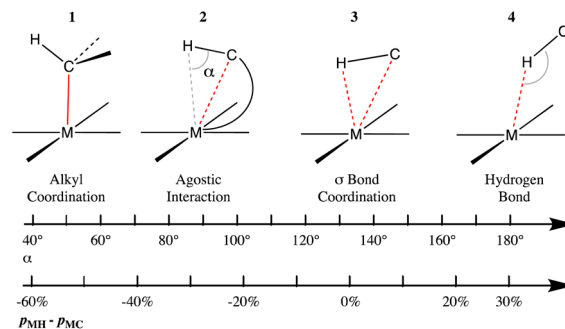 1 2 3 4
H C M
H C α M
H C M
H C M
Alkyl
Coordination
Agostic
Interaction
σ Bond
Coordination
Hydrogen
Bond
40° 60° 80° 100° 120° 140° 160° 180°
α
-60% -40% -20% 0% 20% 30%
pMH - pMC